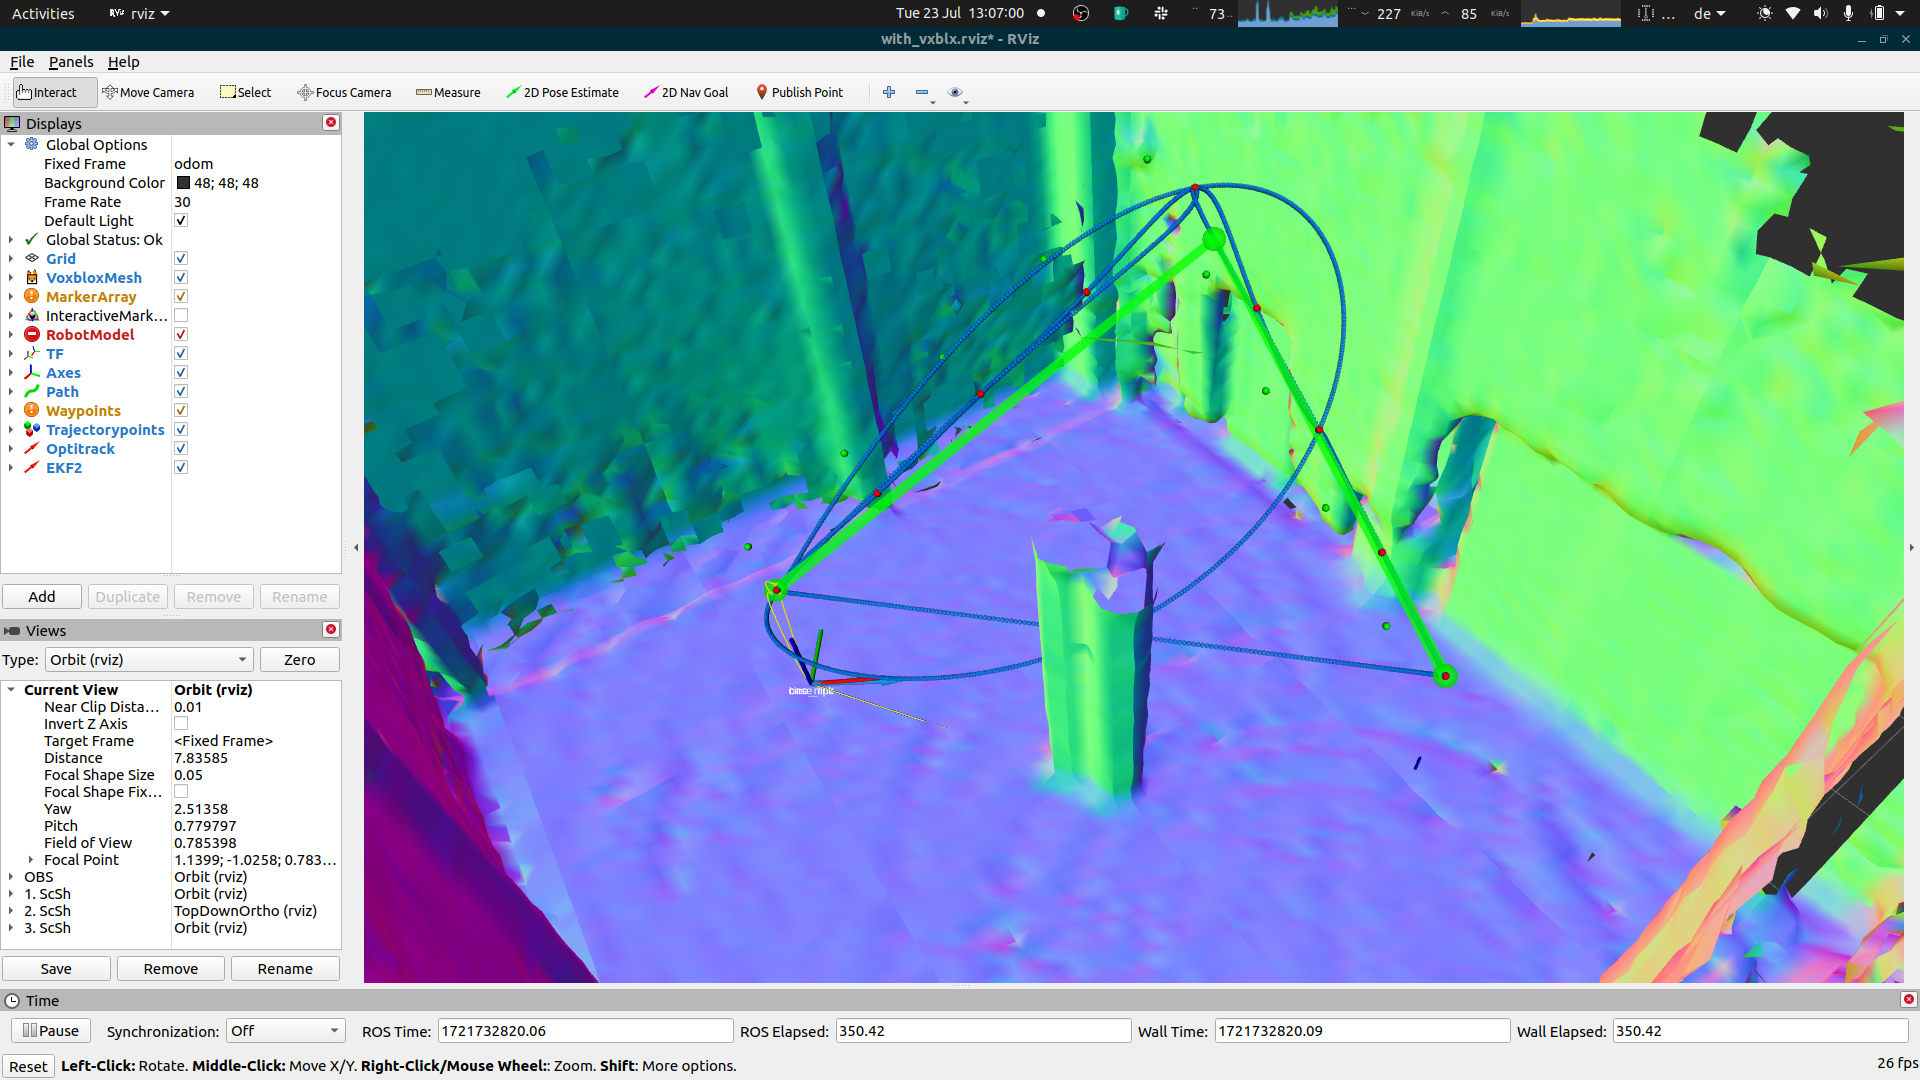 Activities rviz Tue 23 Jul 13:07:00 73 227 KiB/s 85 KiB/s ... de
with_vxblx.rviz* - RViz
File Panels Help
Interact Move Camera Select Focus Camera Measure 2D Pose Estimate 2D Nav Goal Publish Point
Displays
Global Options
Fixed Frame odom
Background Color 48; 48; 48
Frame Rate 30
Default Light
Global Status: Ok
Grid
VoxbloxMesh
MarkerArray
InteractiveMark...
RobotModel
TF
Axes
Path
Waypoints
Trajectorypoints
Optitrack
EKF2
Add Duplicate Remove Rename
Views
Type: Orbit (rviz) Zero
Current View Orbit (rviz)
Near Clip Dista... 0.01
Invert Z Axis
Target Frame <Fixed Frame>
Distance 7.83585
Focal Shape Size 0.05
Focal Shape Fix...
Yaw 2.51358
Pitch 0.779797
Field of View 0.785398
Focal Point 1.1399; -1.0258; 0.783...
OBS Orbit (rviz)
1. ScSh Orbit (rviz)
2. ScSh TopDownOrtho (rviz)
3. ScSh Orbit (rviz)
Save Remove Rename
Time
Pause Synchronization: Off ROS Time: 1721732820.06 ROS Elapsed: 350.42 Wall Time: 1721732820.09 Wall Elapsed: 350.42
Reset Left-Click: Rotate. Middle-Click: Move X/Y. Right-Click/Mouse Wheel:: Zoom. Shift: More options. 26 fps